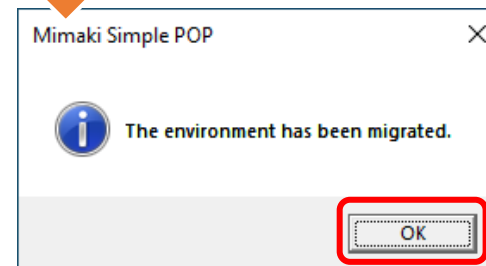 Mimaki Simple POP
The environment has been migrated.
OK